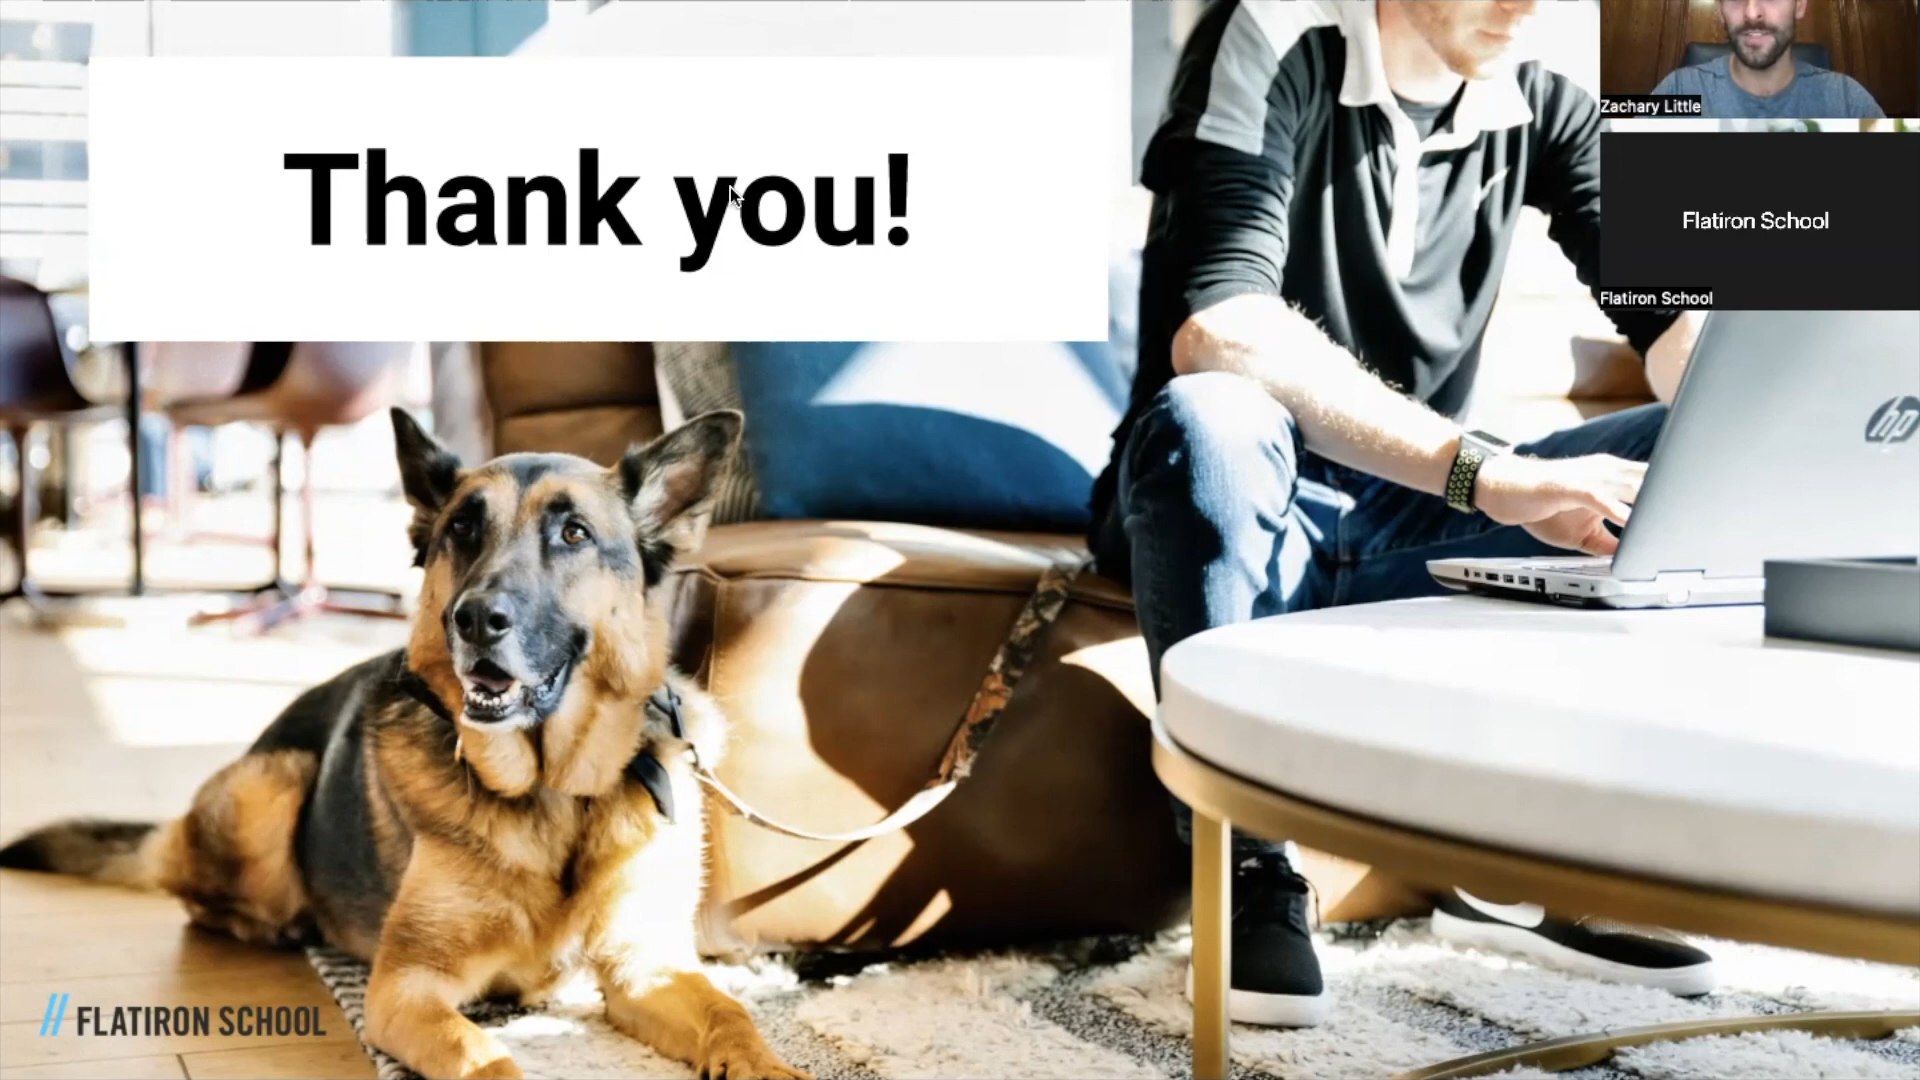 Thank you!
Zachary Little
Flatiron School
Flatiron School
hp
// FLATIRON SCHOOL